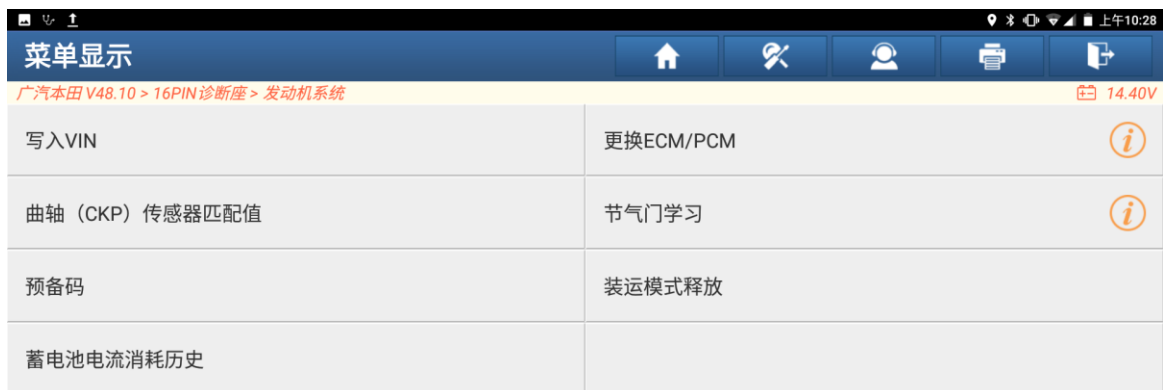 上午10:28
菜单显示
广汽本田 V48.10 > 16PIN诊断座 > 发动机系统
14.40V
写入VIN
更换ECM/PCM
曲轴（CKP）传感器匹配值
节气门学习
预备码
装运模式释放
蓄电池电流消耗历史